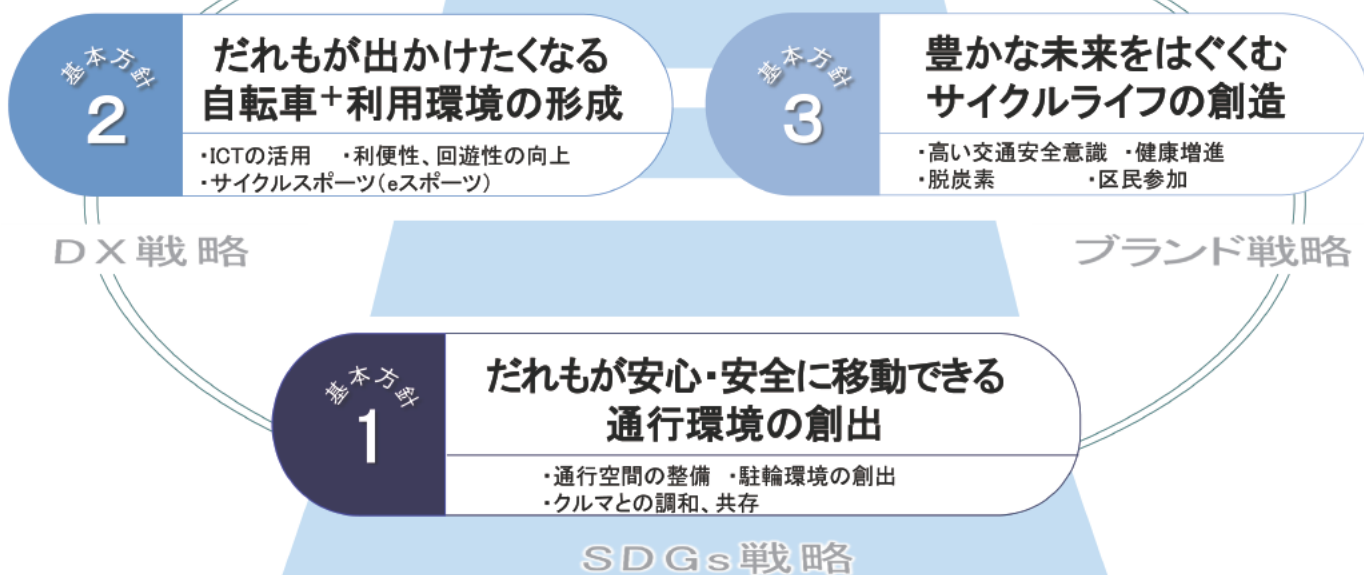 基本方針
2
だれもが出かけたくなる
自転車⁺利用環境の形成
・ICTの活用 ・利便性、回遊性の向上
・サイクルスポーツ(eスポーツ)
基本方針
3
豊かな未来をはぐくむ
サイクルライフの創造
・高い交通安全意識 ・健康増進
・脱炭素 ・区民参加
DX戦略
ブランド戦略
基本方針
1
だれもが安心・安全に移動できる
通行環境の創出
・通行空間の整備 ・駐輪環境の創出
・クルマとの調和、共存
SDGs戦略